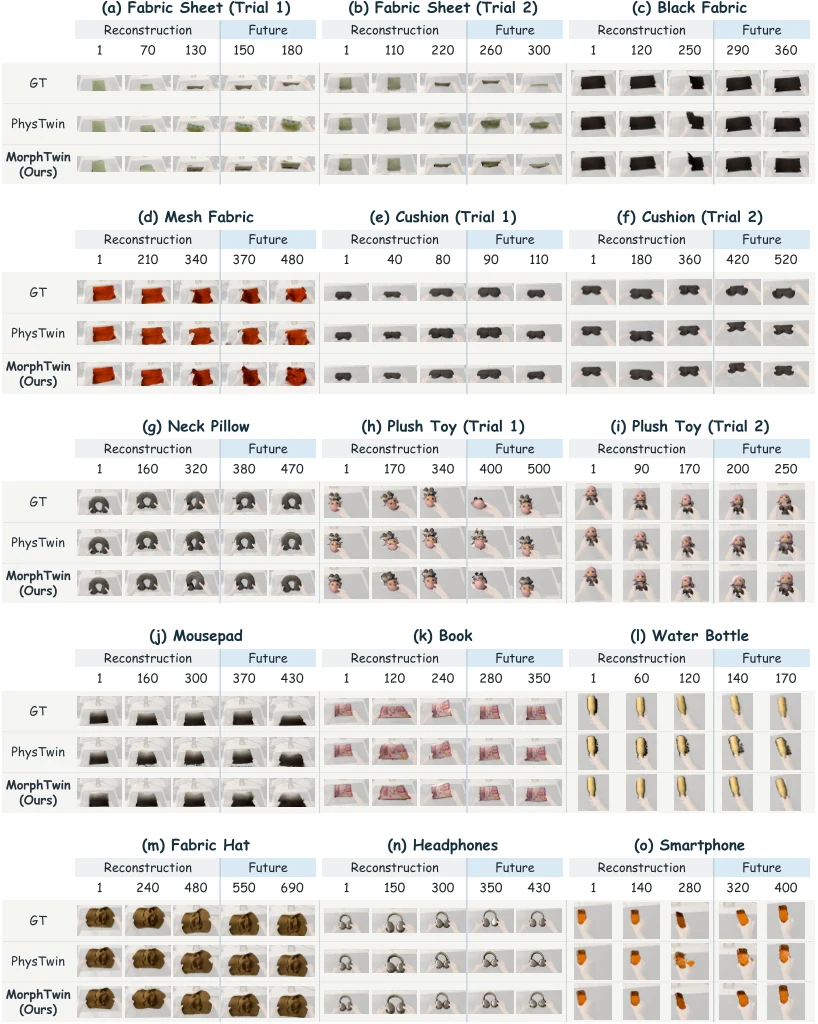 (a) Fabric Sheet (Trial 1) (b) Fabric Sheet (Trial 2) (c) Black Fabric
Reconstruction Future Reconstruction Future Reconstruction Future
1 70 130 150 180 1 110 220 260 300 1 120 250 290 360
GT
PhysTwin
MorphTwin
(Ours)
(d) Mesh Fabric (e) Cushion (Trial 1) (f) Cushion (Trial 2)
Reconstruction Future Reconstruction Future Reconstruction Future
1 210 340 370 480 1 40 80 90 110 1 180 360 420 520
GT
PhysTwin
MorphTwin
(Ours)
(g) Neck Pillow (h) Plush Toy (Trial 1) (i) Plush Toy (Trial 2)
Reconstruction Future Reconstruction Future Reconstruction Future
1 160 320 380 470 1 170 340 400 500 1 90 170 200 250
GT
PhysTwin
MorphTwin
(Ours)
(j) Mousepad (k) Book (l) Water Bottle
Reconstruction Future Reconstruction Future Reconstruction Future
1 160 300 370 430 1 120 240 280 350 1 60 120 140 170
GT
PhysTwin
MorphTwin
(Ours)
(m) Fabric Hat (n) Headphones (o) Smartphone
Reconstruction Future Reconstruction Future Reconstruction Future
1 240 480 550 690 1 150 300 350 430 1 140 280 320 400
GT
PhysTwin
MorphTwin
(Ours)